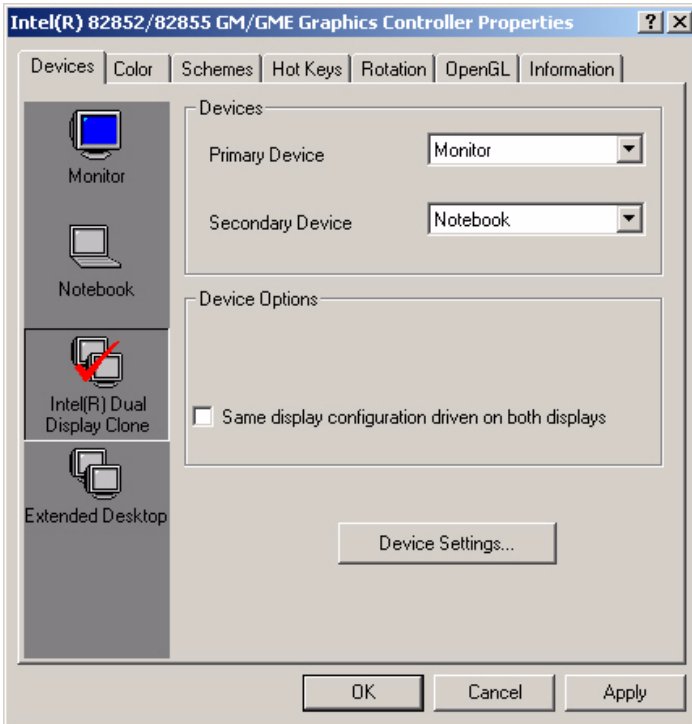 Intel(R) 82852/82855 GM/GME Graphics Controller Properties
Devices Color Schemes Hot Keys Rotation OpenGL Information
Monitor
Notebook
Intel(R) Dual
Display Clone
Extended Desktop
Devices
Primary Device Monitor
Secondary Device Notebook
Device Options
Same display configuration driven on both displays
Device Settings...
OK Cancel Apply